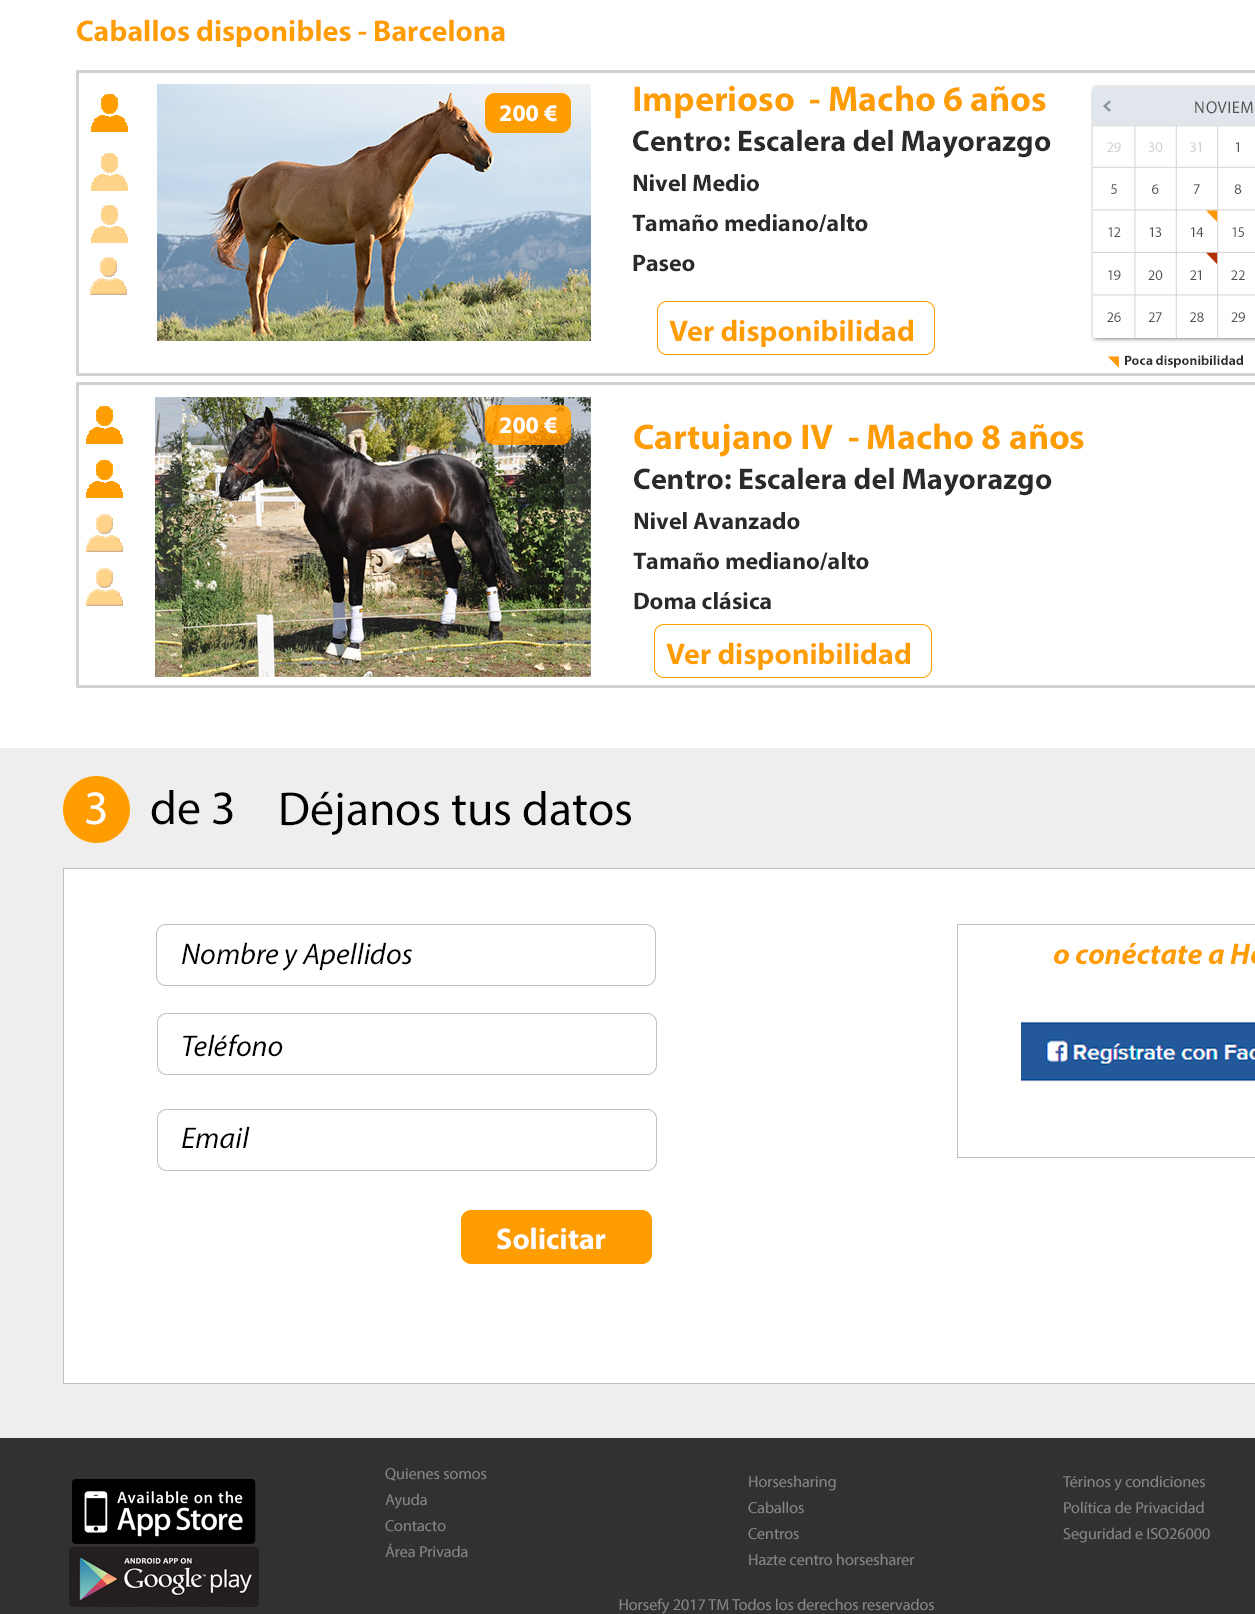 Caballos disponibles - Barcelona
200 €
Imperioso - Macho 6 años
Centro: Escalera del Mayorazgo
Nivel Medio
Tamaño mediano/alto
Paseo
Ver disponibilidad
NOVIEM
29 30 31 1
5 6 7 8
12 13 14 15
19 20 21 22
26 27 28 29
Poca disponibilidad
200 €
Cartujano IV - Macho 8 años
Centro: Escalera del Mayorazgo
Nivel Avanzado
Tamaño mediano/alto
Doma clásica
Ver disponibilidad
3 de 3 Déjanos tus datos
Nombre y Apellidos
Teléfono
Email
Solicitar
o conéctate a Ho
Regístrate con Fac
Available on the
App Store
ANDROID APP ON
Google play
Quienes somos
Ayuda
Contacto
Área Privada
Horsesharing
Caballos
Centros
Hazte centro horsesharer
Térinos y condiciones
Política de Privacidad
Seguridad e ISO26000
Horsefy 2017 TM Todos los derechos reservados